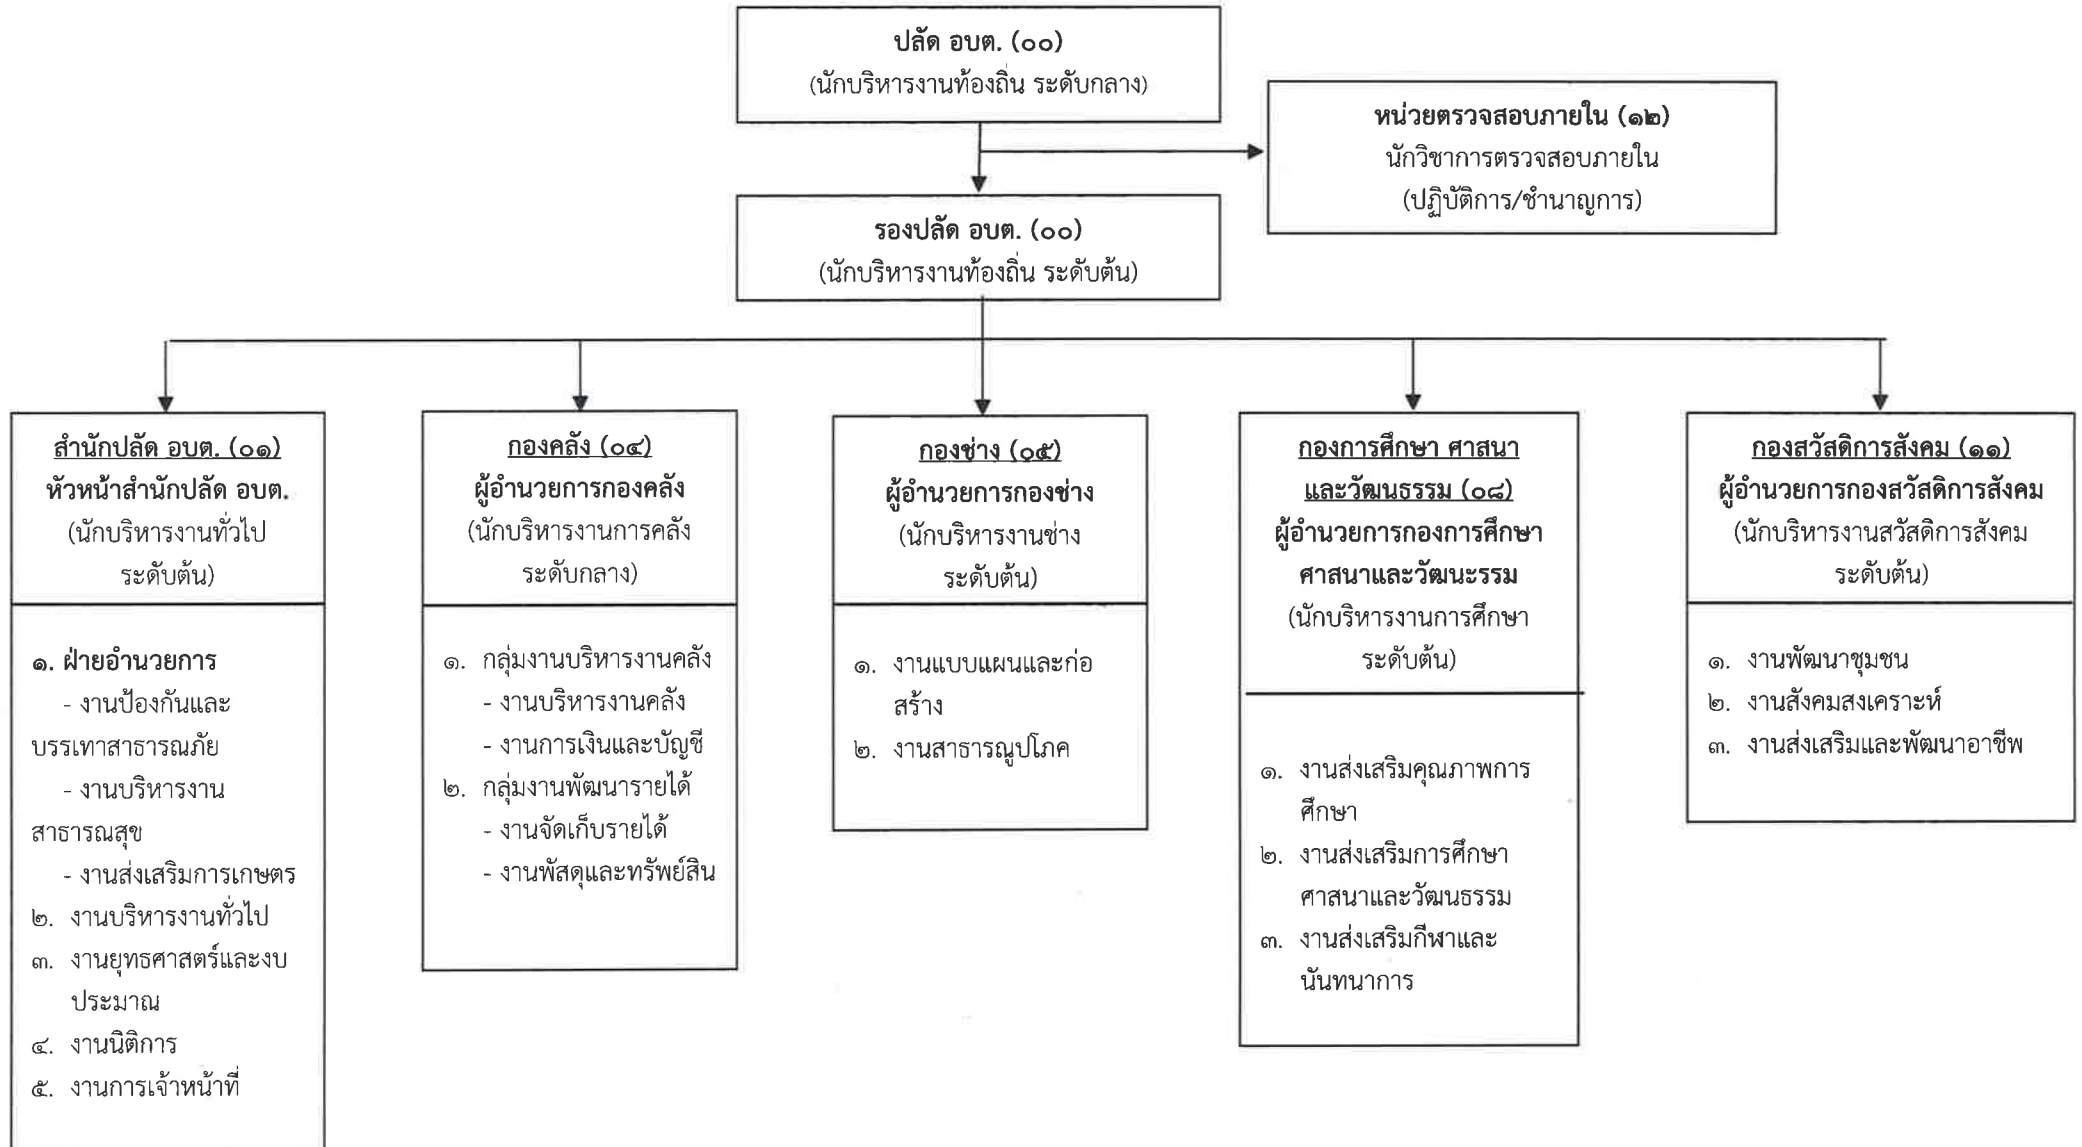 ปลัด อบต. (๐๐)
(นักบริหารงานท้องถิ่น ระดับกลาง)
หน่วยตรวจสอบภายใน (๑๒)
นักวิชาการตรวจสอบภายใน
(ปฏิบัติการ/ชำนาญการ)
รองปลัด อบต. (๐๐)
(นักบริหารงานท้องถิ่น ระดับต้น)
สำนักปลัด อบต. (๐๑)
หัวหน้าสำนักปลัด อบต.
(นักบริหารงานทั่วไป
ระดับต้น)
๑. ฝ่ายอำนวยการ
- งานป้องกันและ
บรรเทาสาธารณภัย
- งานบริหารงาน
สาธารณสุข
- งานส่งเสริมการเกษตร
๒. งานบริหารงานทั่วไป
๓. งานยุทธศาสตร์และงบ
ประมาณ
๔. งานนิติการ
๕. งานการเจ้าหน้าที่
กองคลัง (๐๔)
ผู้อำนวยการกองคลัง
(นักบริหารงานการคลัง
ระดับกลาง)
๑. กลุ่มงานบริหารงานคลัง
- งานบริหารงานคลัง
- งานการเงินและบัญชี
๒. กลุ่มงานพัฒนารายได้
- งานจัดเก็บรายได้
- งานพัสดุและทรัพย์สิน
กองช่าง (๐๕)
ผู้อำนวยการกองช่าง
(นักบริหารงานช่าง
ระดับต้น)
๑. งานแบบแผนและก่อ
สร้าง
๒. งานสาธารณูปโภค
กองการศึกษา ศาสนา
และวัฒนธรรม (๐๘)
ผู้อำนวยการกองการศึกษา
ศาสนาและวัฒนะรรม
(นักบริหารงานการศึกษา
ระดับต้น)
๑. งานส่งเสริมคุณภาพการ
ศึกษา
๒. งานส่งเสริมการศึกษา
ศาสนาและวัฒนธรรม
๓. งานส่งเสริมกีฬาและ
นันทนาการ
กองสวัสดิการสังคม (๑๑)
ผู้อำนวยการกองสวัสดิการสังคม
(นักบริหารงานสวัสดิการสังคม
ระดับต้น)
๑. งานพัฒนาชุมชน
๒. งานสังคมสงเคราะห์
๓. งานส่งเสริมและพัฒนาอาชีพ